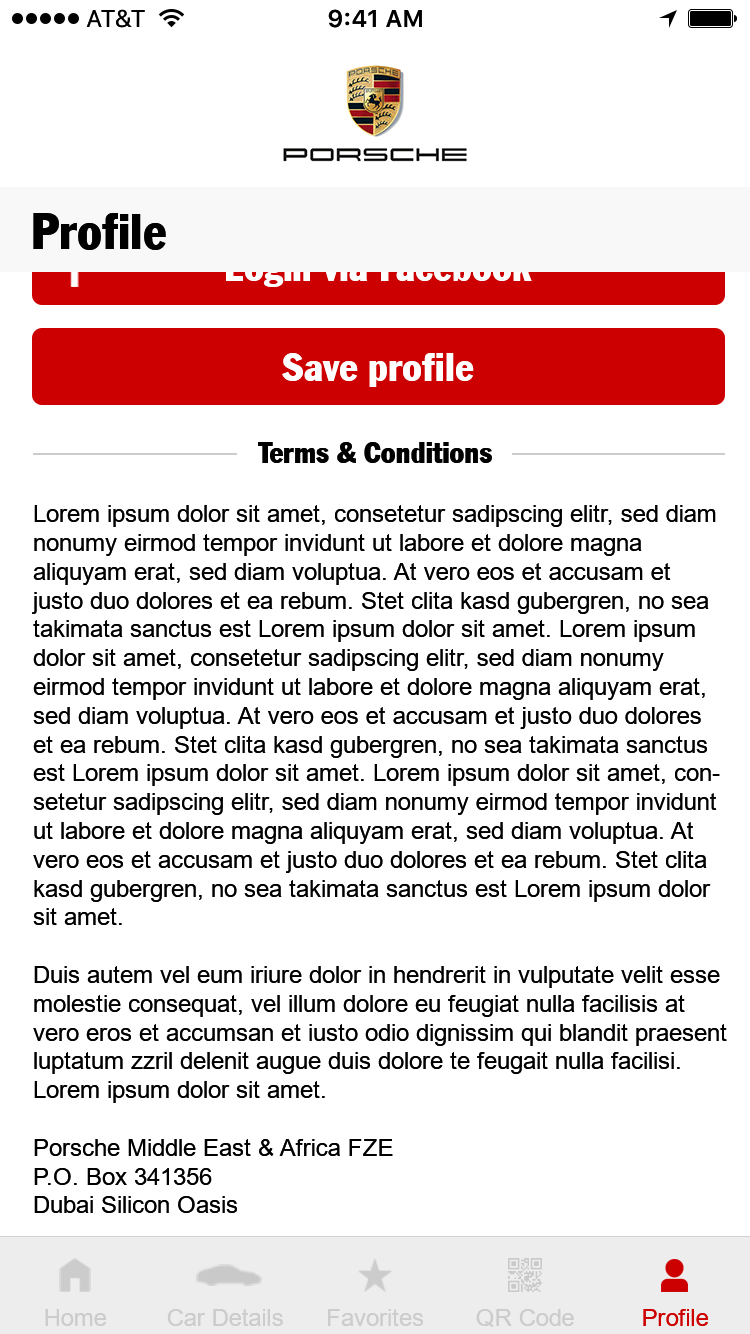 AT&T 9:41 AM
PORSCHE
PORSCHE
Profile
Login via Facebook
Save profile
Terms & Conditions
Lorem ipsum dolor sit amet, consetetur sadipscing elitr, sed diam
nonumy eirmod tempor invidunt ut labore et dolore magna
aliquyam erat, sed diam voluptua. At vero eos et accusam et
justo duo dolores et ea rebum. Stet clita kasd gubergren, no sea
takimata sanctus est Lorem ipsum dolor sit amet. Lorem ipsum
dolor sit amet, consetetur sadipscing elitr, sed diam nonumy
eirmod tempor invidunt ut labore et dolore magna aliquyam erat,
sed diam voluptua. At vero eos et accusam et justo duo dolores
et ea rebum. Stet clita kasd gubergren, no sea takimata sanctus
est Lorem ipsum dolor sit amet. Lorem ipsum dolor sit amet, con-
setetur sadipscing elitr, sed diam nonumy eirmod tempor invidunt
ut labore et dolore magna aliquyam erat, sed diam voluptua. At
vero eos et accusam et justo duo dolores et ea rebum. Stet clita
kasd gubergren, no sea takimata sanctus est Lorem ipsum dolor
sit amet.
Duis autem vel eum iriure dolor in hendrerit in vulputate velit esse
molestie consequat, vel illum dolore eu feugiat nulla facilisis at
vero eros et accumsan et iusto odio dignissim qui blandit praesent
luptatum zzril delenit augue duis dolore te feugait nulla facilisi.
Lorem ipsum dolor sit amet.
Porsche Middle East & Africa FZE
P.O. Box 341356
Dubai Silicon Oasis
Home Car Details Favorites QR Code Profile